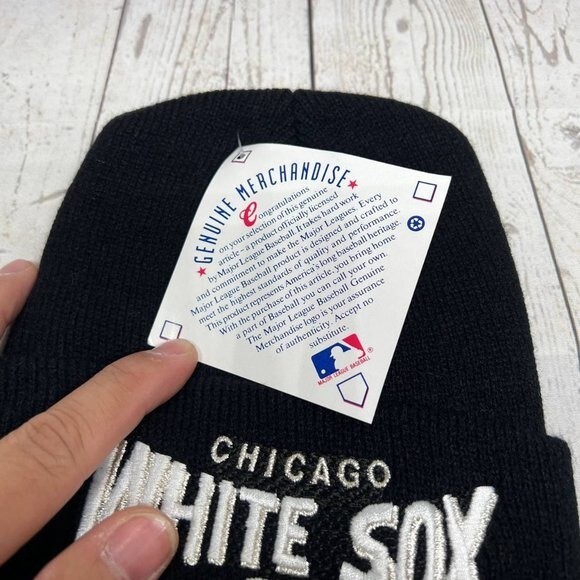 GENUINE MERCHANDISE
Congratulations
on your selection of this genuine
article - a product officially licensed
by Major League Baseball. It takes hard work
and commitment to make the Major Leagues. Every
Major League Baseball product is designed and crafted to
meet the highest standards of quality and performance.
This product represents America's long baseball heritage.
With the purchase of this article, you bring home
a part of Baseball you can call your own.
The Major League Baseball Genuine
Merchandise logo is your assurance
of authenticity. Accept no
substitute.
MAJOR LEAGUE BASEBALL ®
CHICAGO
WHITE SOX